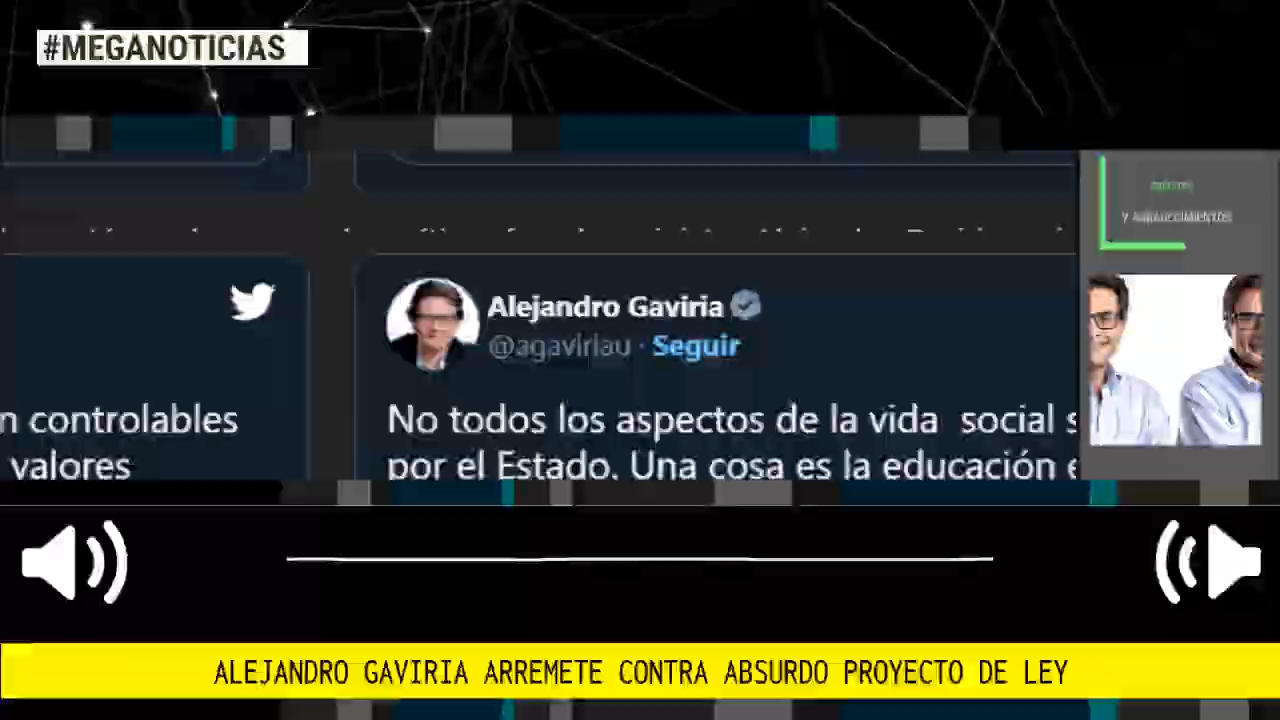 #MEGANOTICIAS
Alejandro Gaviria
@agaviriau · Seguir
n controlables
valores
No todos los aspectos de la vida social s
por el Estado. Una cosa es la educación e
ALEJANDRO GAVIRIA ARREMETE CONTRA ABSURDO PROYECTO DE LEY